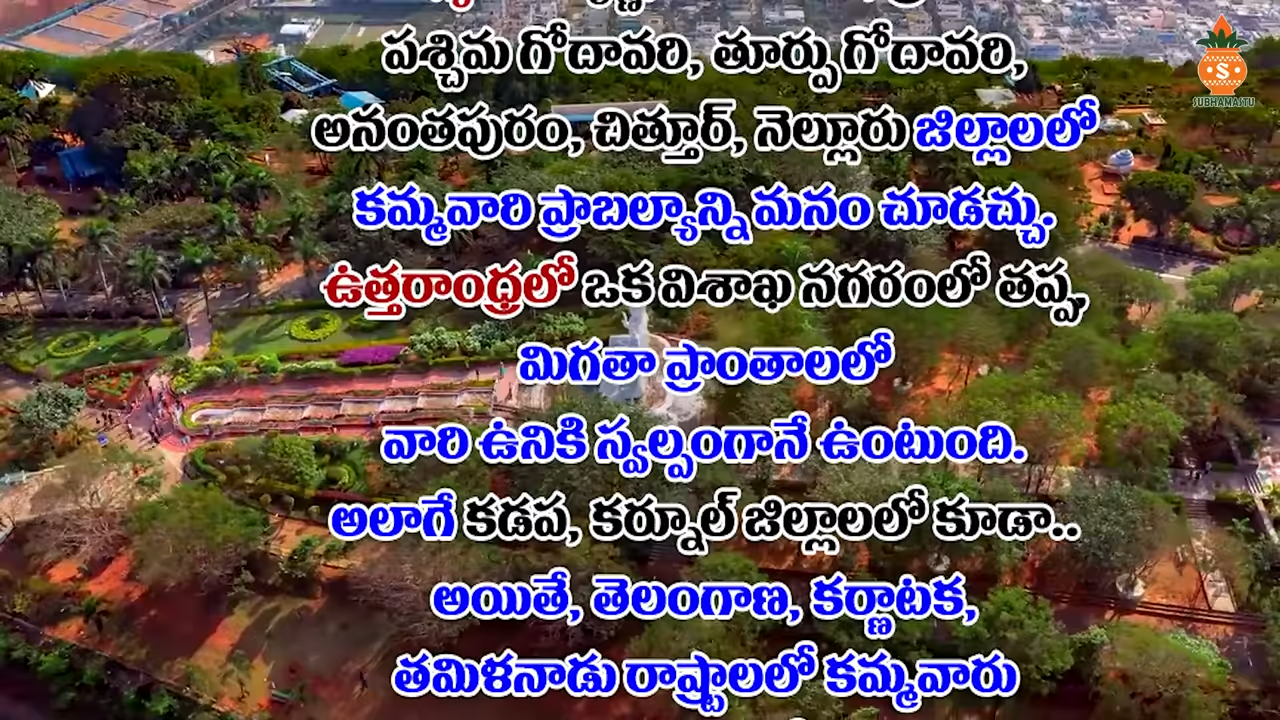 పశ్చిమ గోదావరి, తూర్పు గోదావరి,
అనంతపురం, చిత్తూర్, నెల్లూరు జిల్లాలలో
కమ్మవారి ప్రాబల్యాన్ని మనం చూడచ్చు.
ఉత్తరాంధ్రలో ఒక విశాఖ నగరంలో తప్ప,
మిగతా ప్రాంతాలలో
వారి ఉనికి స్వల్పంగానే ఉంటుంది.
అలాగే కడప, కర్నూల్ జిల్లాలలో కూడా..
అయితే, తెలంగాణ, కర్ణాటక,
తమిళనాడు రాష్ట్రాలలో కమ్మవారు
S
SUBHAMASTU